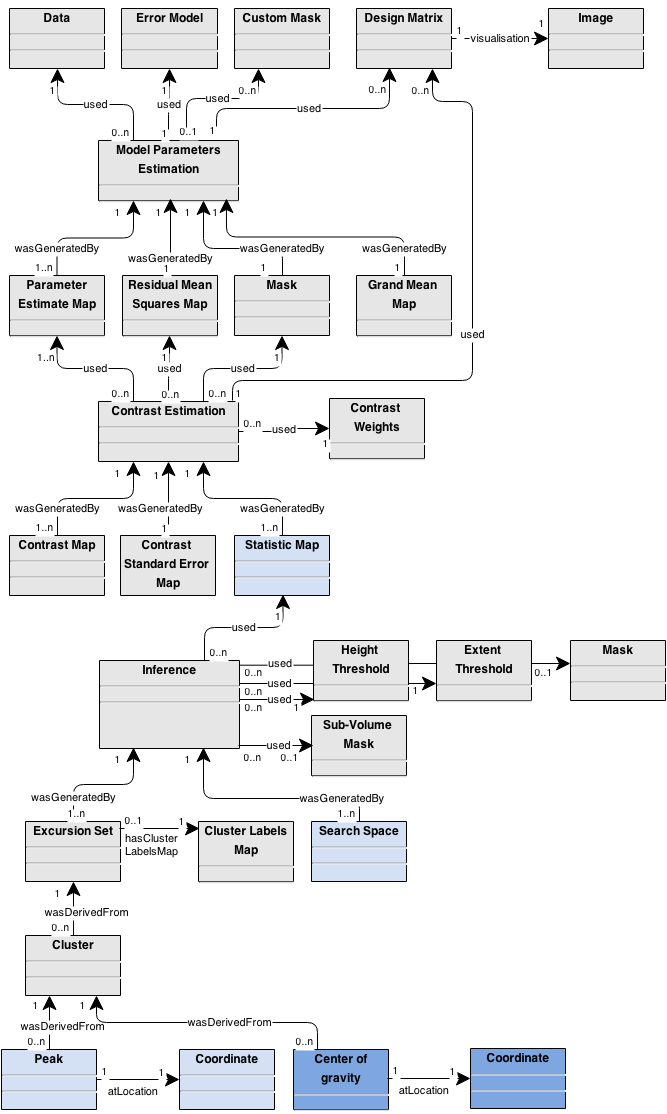 Data
Error Model
Custom Mask
Design Matrix
Image
1
visualisation
1
1
used
0..n
1
used
1
0..n
used
0..1
0..n
used
1
0..n
Model Parameters
Estimation
1
1
1
1
wasGeneratedBy
wasGeneratedBy
wasGeneratedBy
wasGeneratedBy
1..n
1
1
1
Parameter
Estimate Map
Residual Mean
Squares Map
Mask
Grand Mean
Map
used
1..n
1
1
used
used
used
0..n
0..n
0..n
1
Contrast Estimation
0..n
used
1
Contrast
Weights
1
1
1
wasGeneratedBy
wasGeneratedBy
wasGeneratedBy
1..n
1
1..n
Contrast Map
Contrast
Standard Error
Map
Statistic Map
1
used
0..n
Inference
used
0..n
used
0..n
used
0..n
1
Height
Threshold
1
Extent
Threshold
0..1
Mask
used
0..n
0..1
Sub-Volume
Mask
1
1
wasGeneratedBy
wasGeneratedBy
1..n
1..n
Excursion Set
0..1
1
hasCluster
LabelsMap
Cluster Labels
Map
Search Space
1
wasDerivedFrom
0..n
Cluster
1
1
wasDerivedFrom
wasDerivedFrom
0..n
0..n
Peak
1
1
atLocation
Coordinate
Center of
gravity
1
1
atLocation
Coordinate